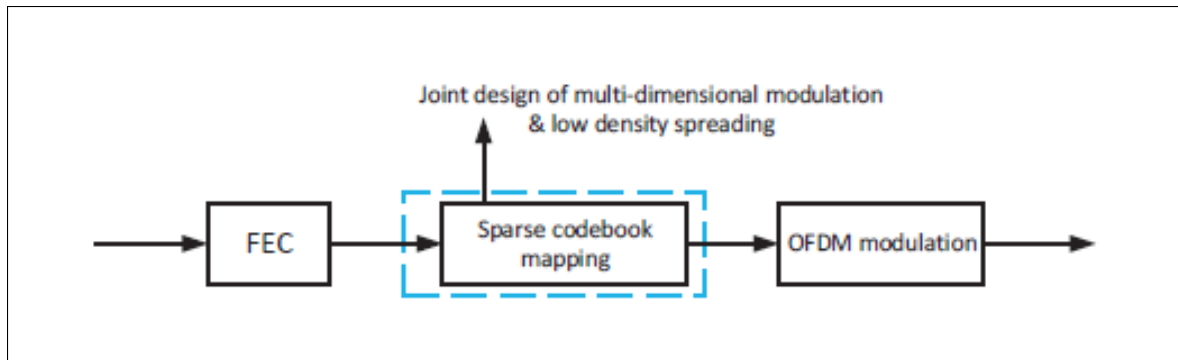 Joint design of multi-dimensional modulation
& low density spreading
FEC
Sparse codebook
mapping
OFDM modulation